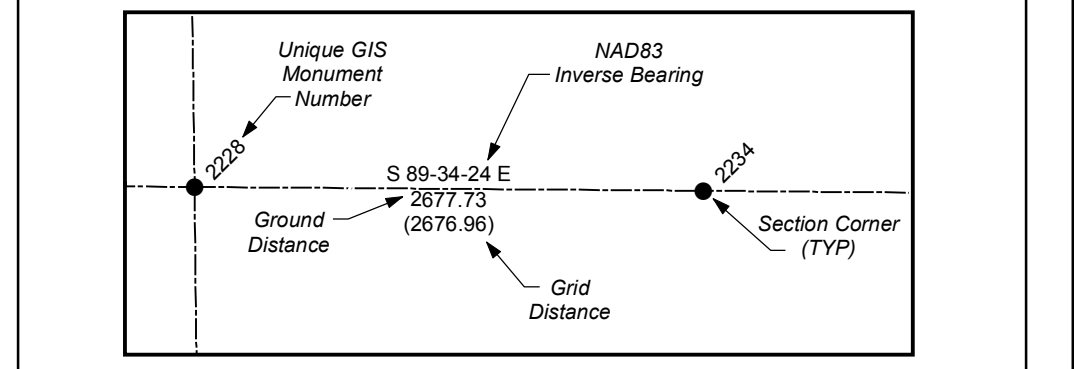 Unique GIS
Monument
Number
NAD83
Inverse Bearing
2228
S 89-34-24 E
2677.73
(2676.96)
2234
Ground
Distance
Section Corner
(TYP)
Grid
Distance